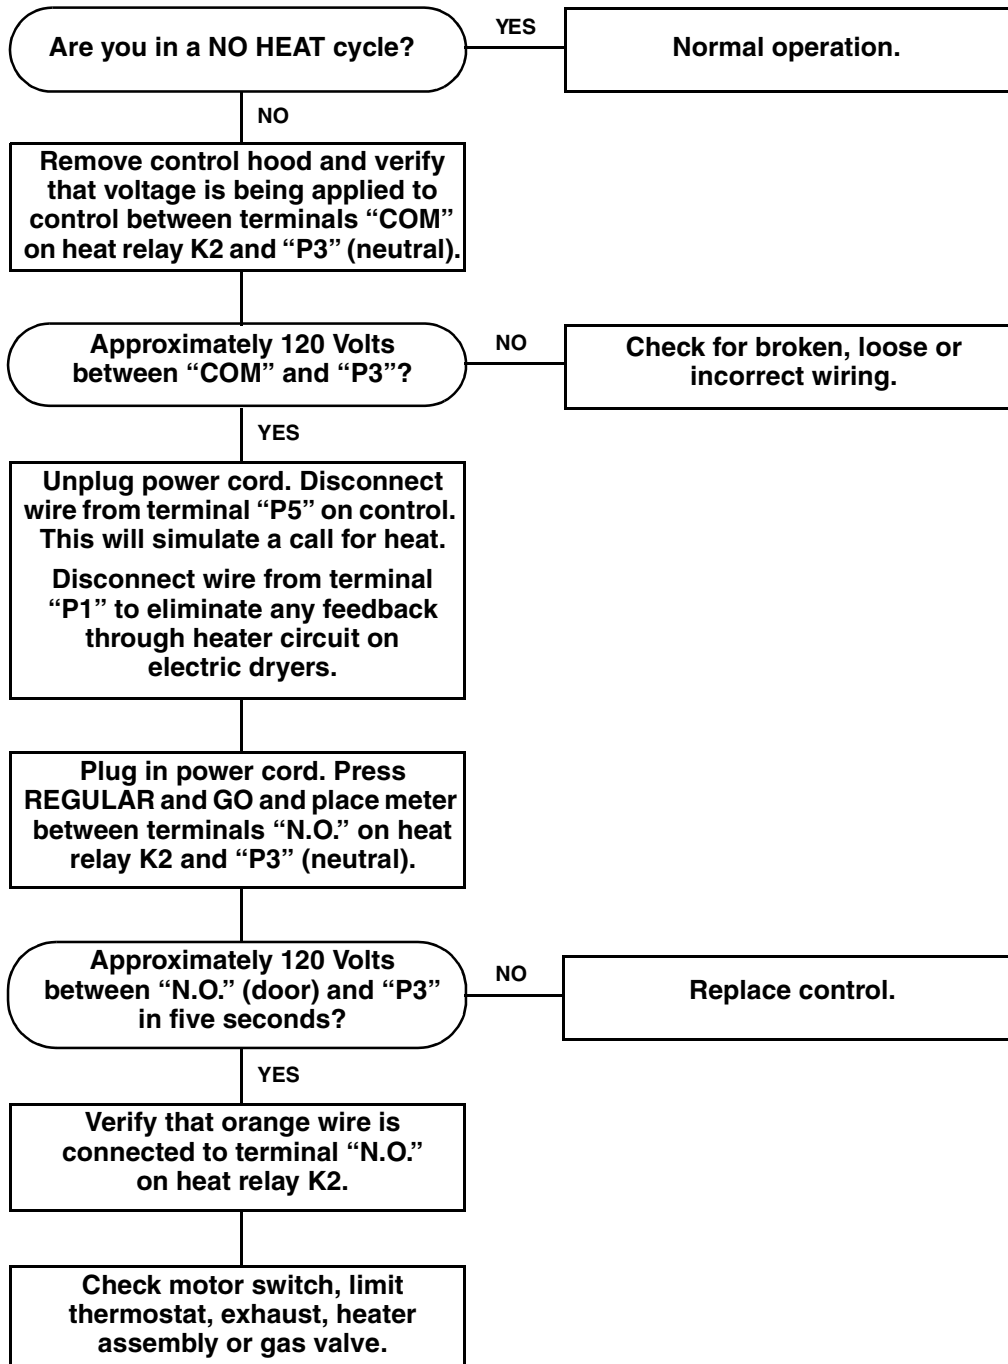 Are you in a NO HEAT cycle?
YES
Normal operation.
NO
Remove control hood and verify
that voltage is being applied to
control between terminals “COM”
on heat relay K2 and “P3” (neutral).
Approximately 120 Volts
between “COM” and “P3”?
NO
Check for broken, loose or
incorrect wiring.
YES
Unplug power cord. Disconnect
wire from terminal “P5” on control.
This will simulate a call for heat.
Disconnect wire from terminal
“P1” to eliminate any feedback
through heater circuit on
electric dryers.
Plug in power cord. Press
REGULAR and GO and place meter
between terminals “N.O.” on heat
relay K2 and “P3” (neutral).
Approximately 120 Volts
between “N.O.” (door) and “P3”
in five seconds?
NO
Replace control.
YES
Verify that orange wire is
connected to terminal “N.O.”
on heat relay K2.
Check motor switch, limit
thermostat, exhaust, heater
assembly or gas valve.